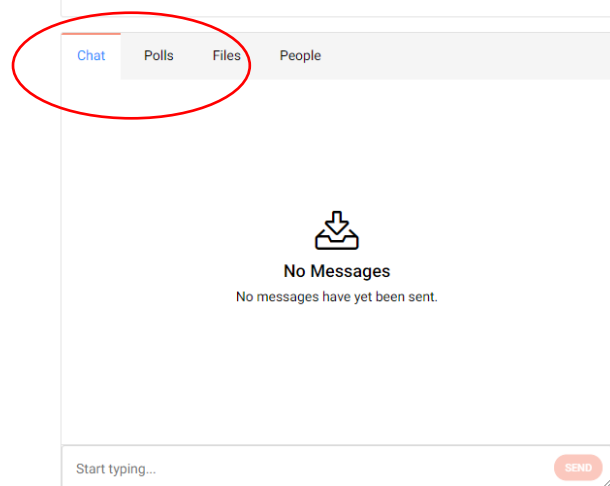 Chat Polls Files People
No Messages
No messages have yet been sent.
Start typing... SEND